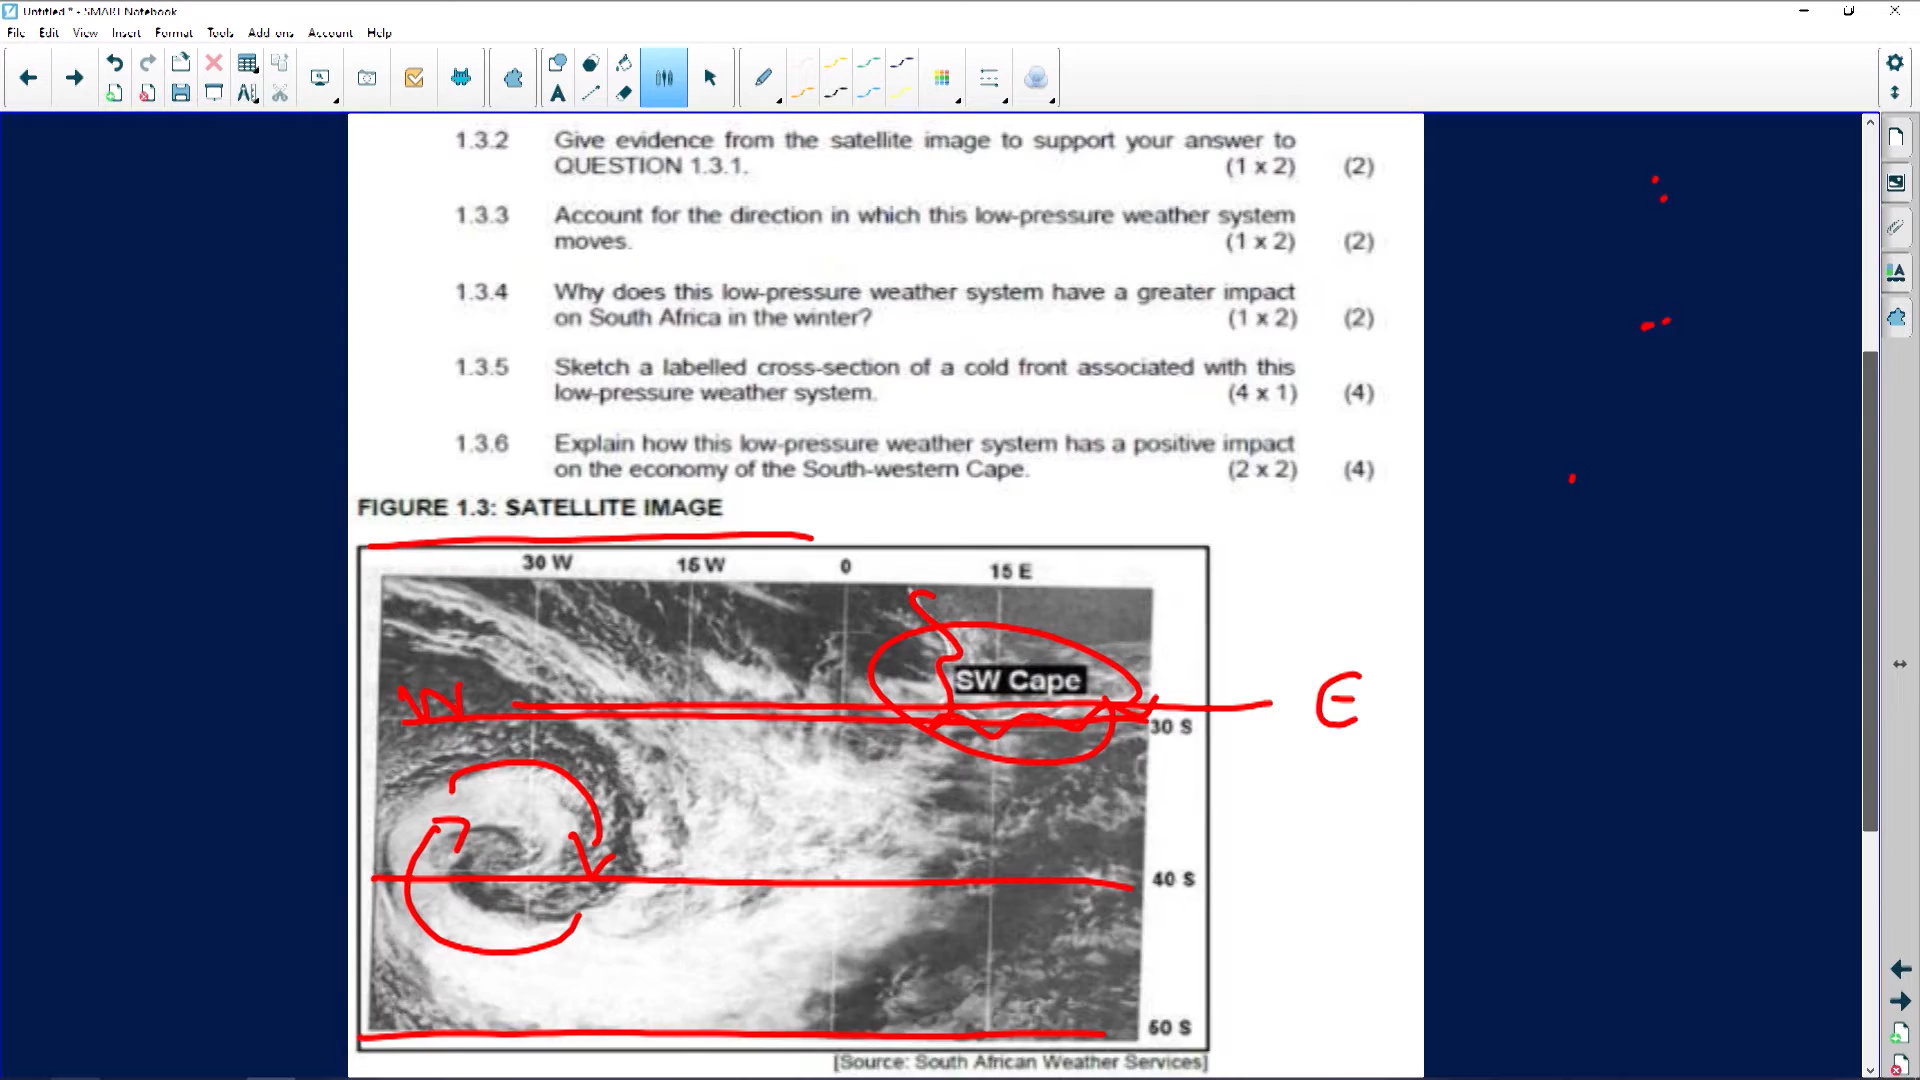 Untitled * - SMART Notebook
File Edit View Insert Format Tools Add-ons Account Help
1.3.2 Give evidence from the satellite image to support your answer to
QUESTION 1.3.1. (1 x 2) (2)
1.3.3 Account for the direction in which this low-pressure weather system
moves. (1 x 2) (2)
1.3.4 Why does this low-pressure weather system have a greater impact
on South Africa in the winter? (1 x 2) (2)
1.3.5 Sketch a labelled cross-section of a cold front associated with this
low-pressure weather system. (4 x 1) (4)
1.3.6 Explain how this low-pressure weather system has a positive impact
on the economy of the South-western Cape. (2 x 2) (4)
FIGURE 1.3: SATELLITE IMAGE
30 W 15 W 0 15 E
SW Cape
W E
30 S
40 S
50 S
[Source: South African Weather Services]